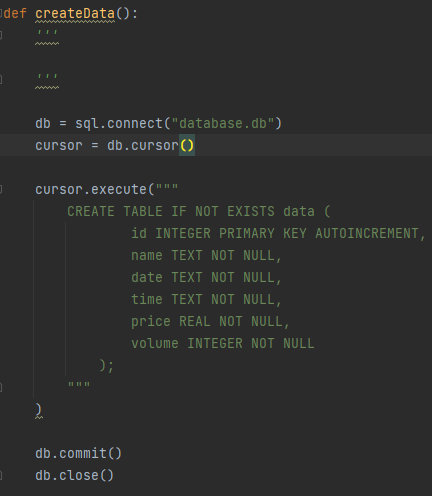 def createData():
    '''

    '''

    db = sql.connect("database.db")
    cursor = db.cursor()

    cursor.execute("""
        CREATE TABLE IF NOT EXISTS data (
                id INTEGER PRIMARY KEY AUTOINCREMENT,
                name TEXT NOT NULL,
                date TEXT NOT NULL,
                time TEXT NOT NULL,
                price REAL NOT NULL,
                volume INTEGER NOT NULL
            );
        """
    )

    db.commit()
    db.close()